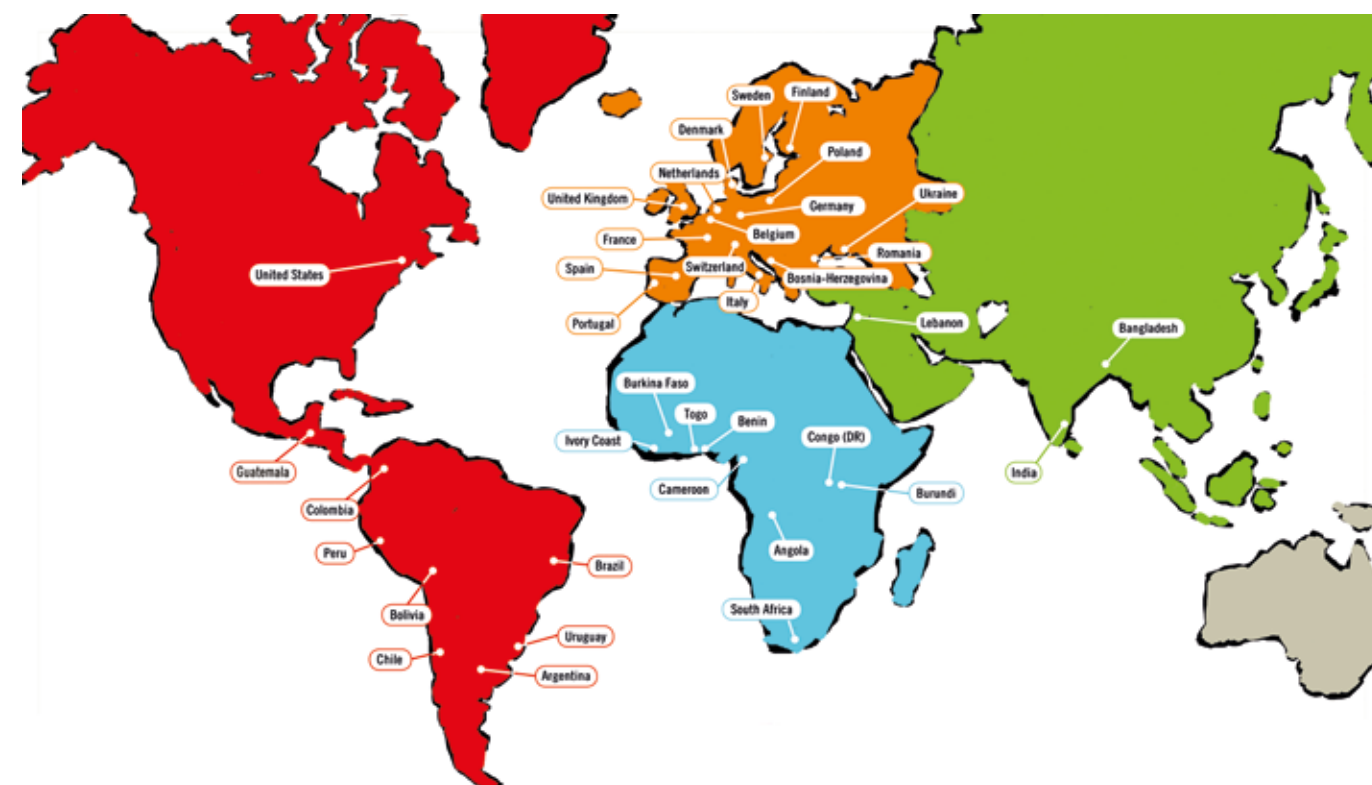 Sweden
Finland
Denmark
Poland
Netherlands
United Kingdom
Germany
Ukraine
Belgium
France
Romania
Spain
Switzerland
Bosnia-Herzegovina
Italy
Portugal
United States
Lebanon
Bangladesh
Burkina Faso
Togo
Benin
Ivory Coast
Congo (DR)
Guatemala
India
Cameroon
Burundi
Colombia
Peru
Angola
Brazil
Bolivia
South Africa
Uruguay
Chile
Argentina